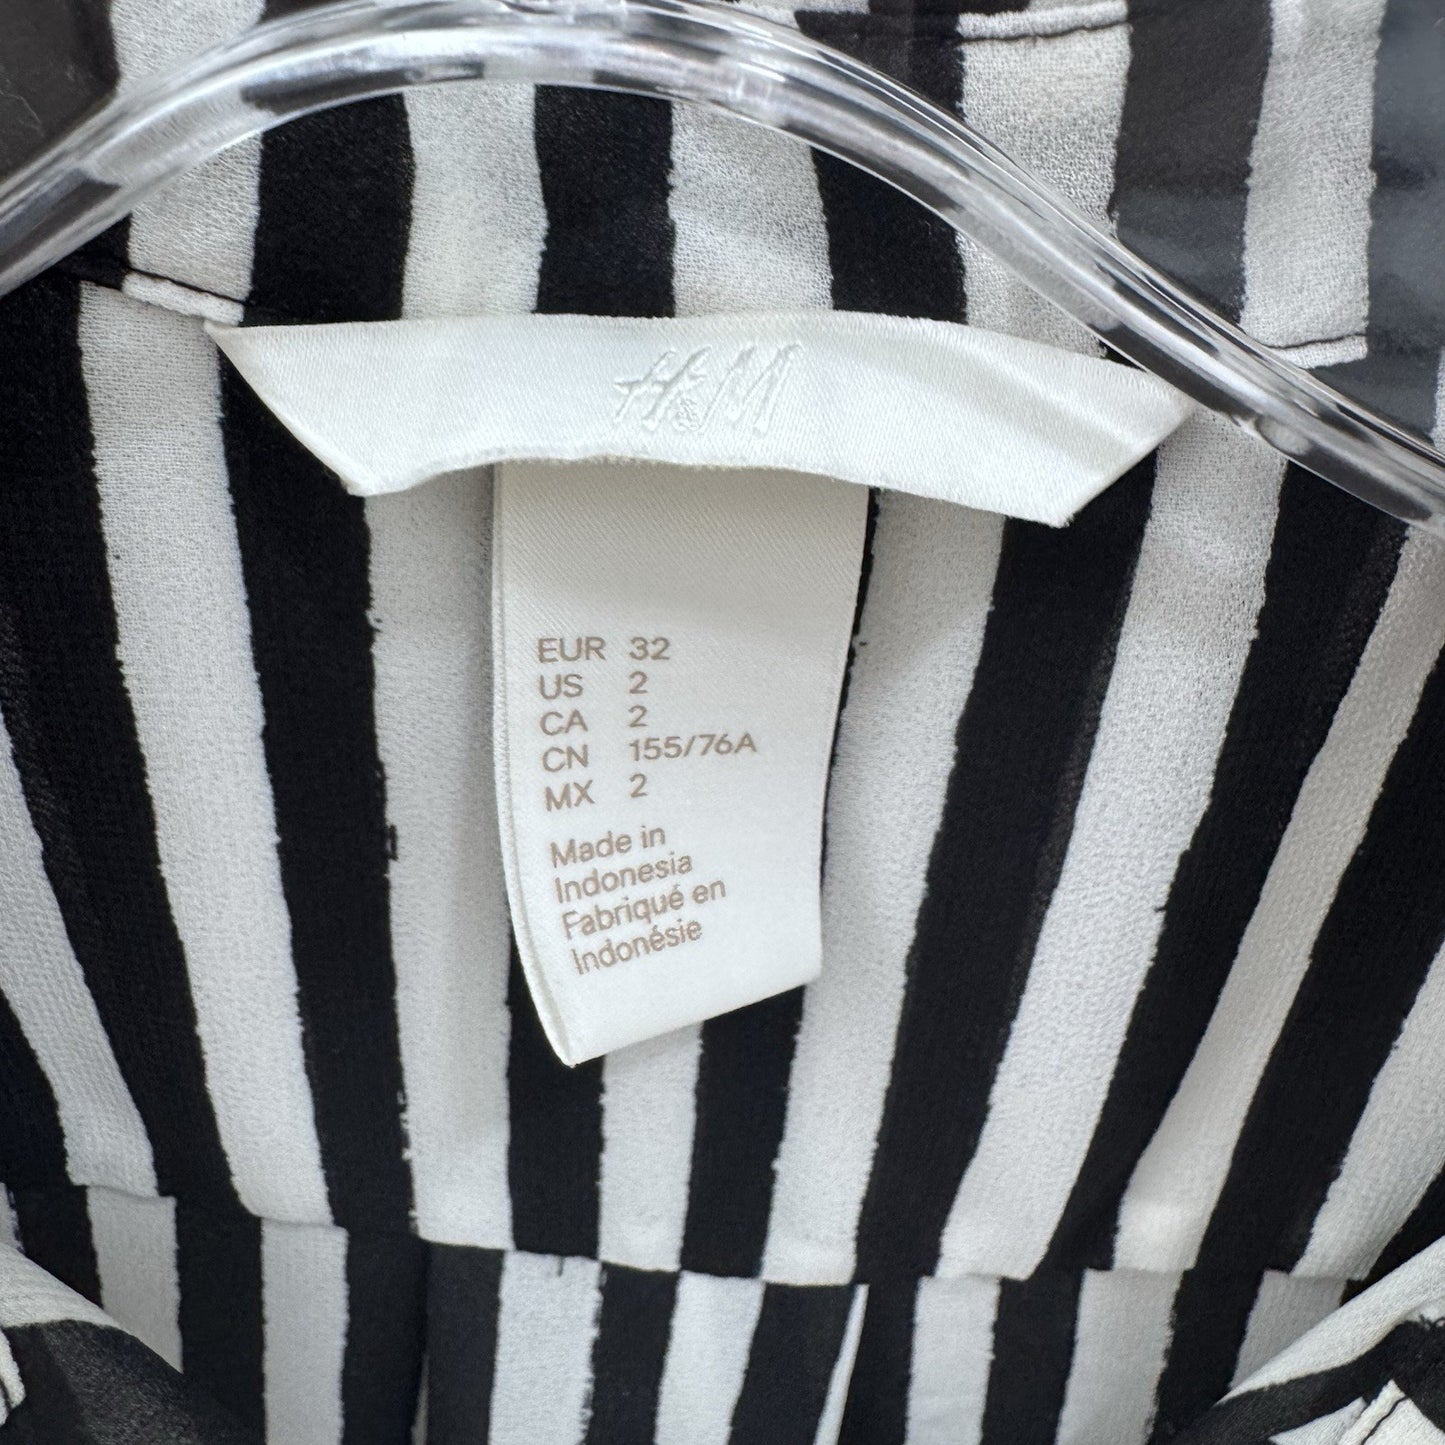 H&M
EUR 32
US 2
CA 2
CN 155/76A
MX 2
Made in
Indonesia
Fabriqué en
Indonésie